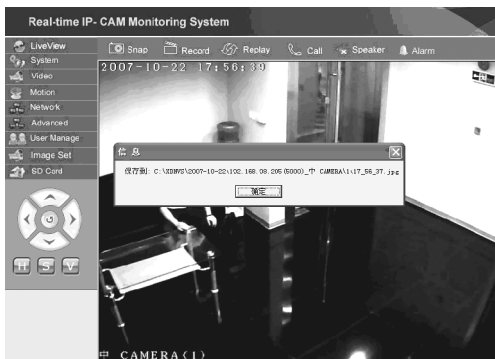 Real-time IP- CAM Monitoring System
LiveView
Snap Record Replay Call Speaker Alarm
System
Video
Motion
Network
Advanced
User Manage
Image Set
SD Card
H S V
2007-10-22 17:56:39
信息
保存到: C:\XDNVS\2007-10-22\192.168.08.205(5000)_中 CAMERA\1\17_56_37.jpg
确定
中 CAMERA(1)